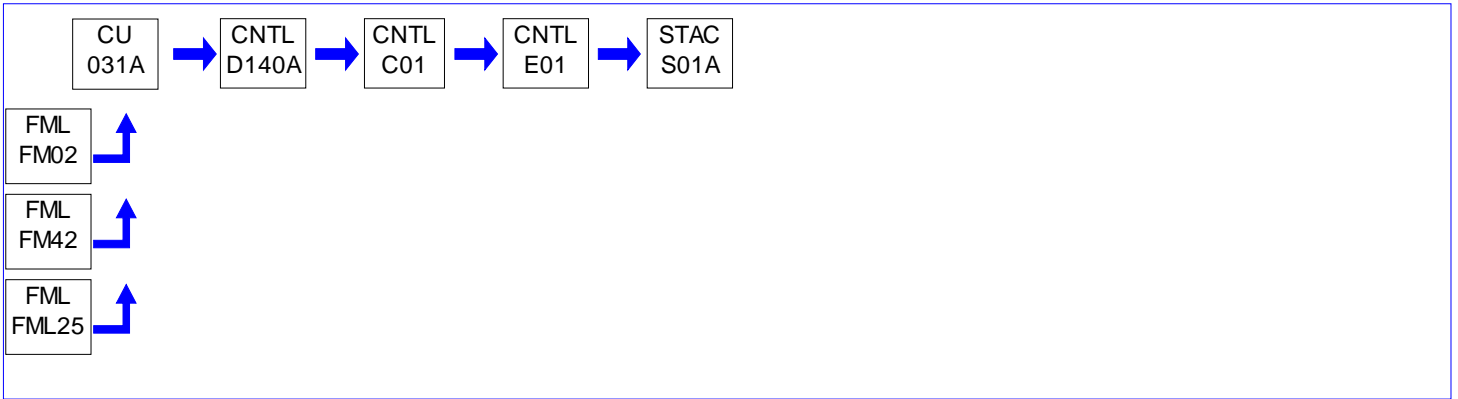 CU
031A
CNTL
D140A
CNTL
C01
CNTL
E01
STAC
S01A
FML
FM02
FML
FM42
FML
FML25